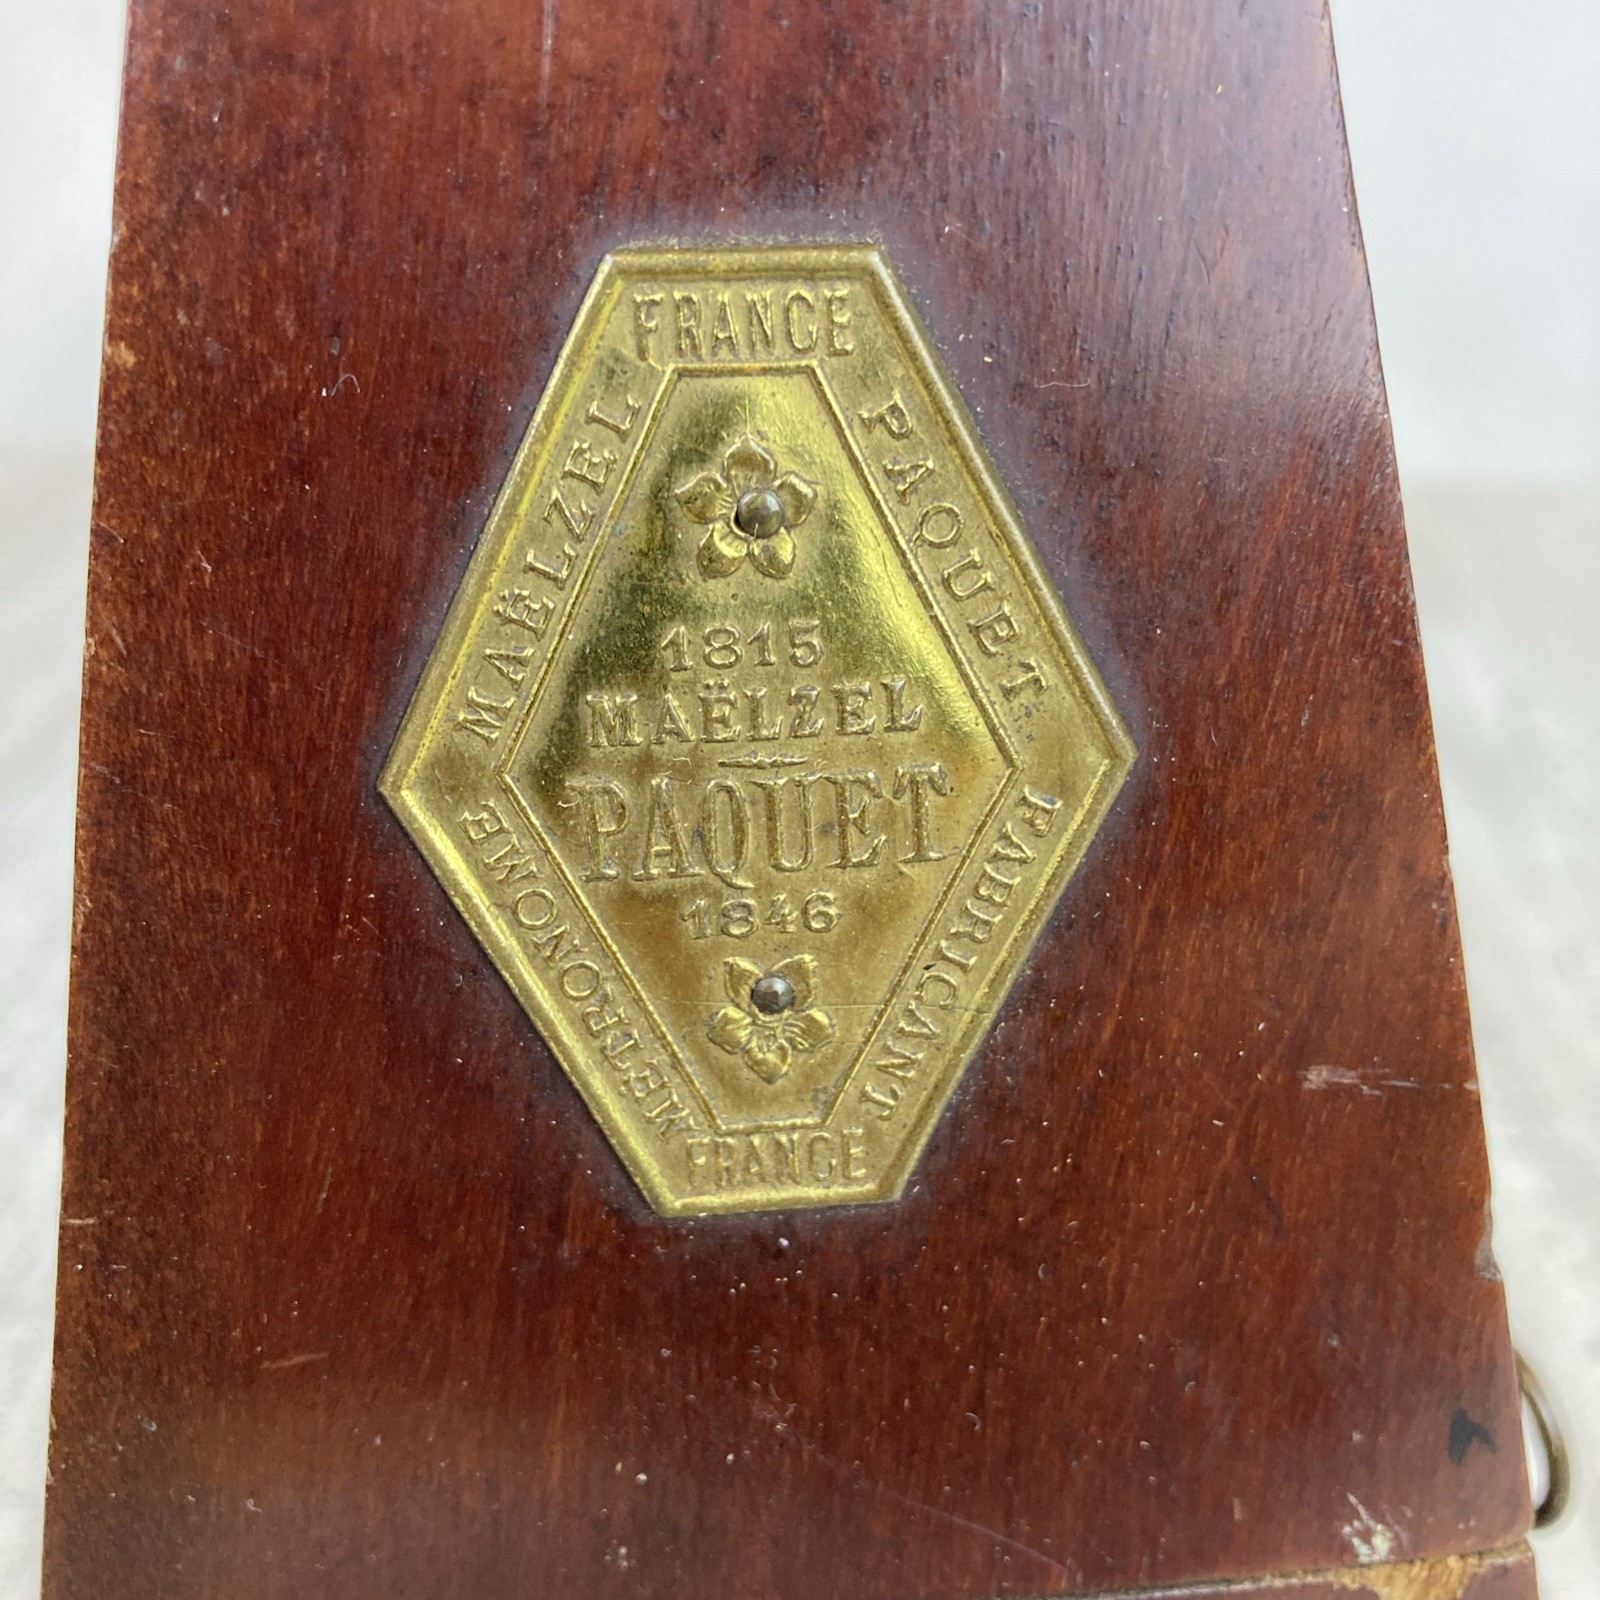 FRANCE
MAËLZEL
PAQUET
1815
MAËLZEL
PAQUET
1846
MÉTRONOME
FABRICANT
FRANCE